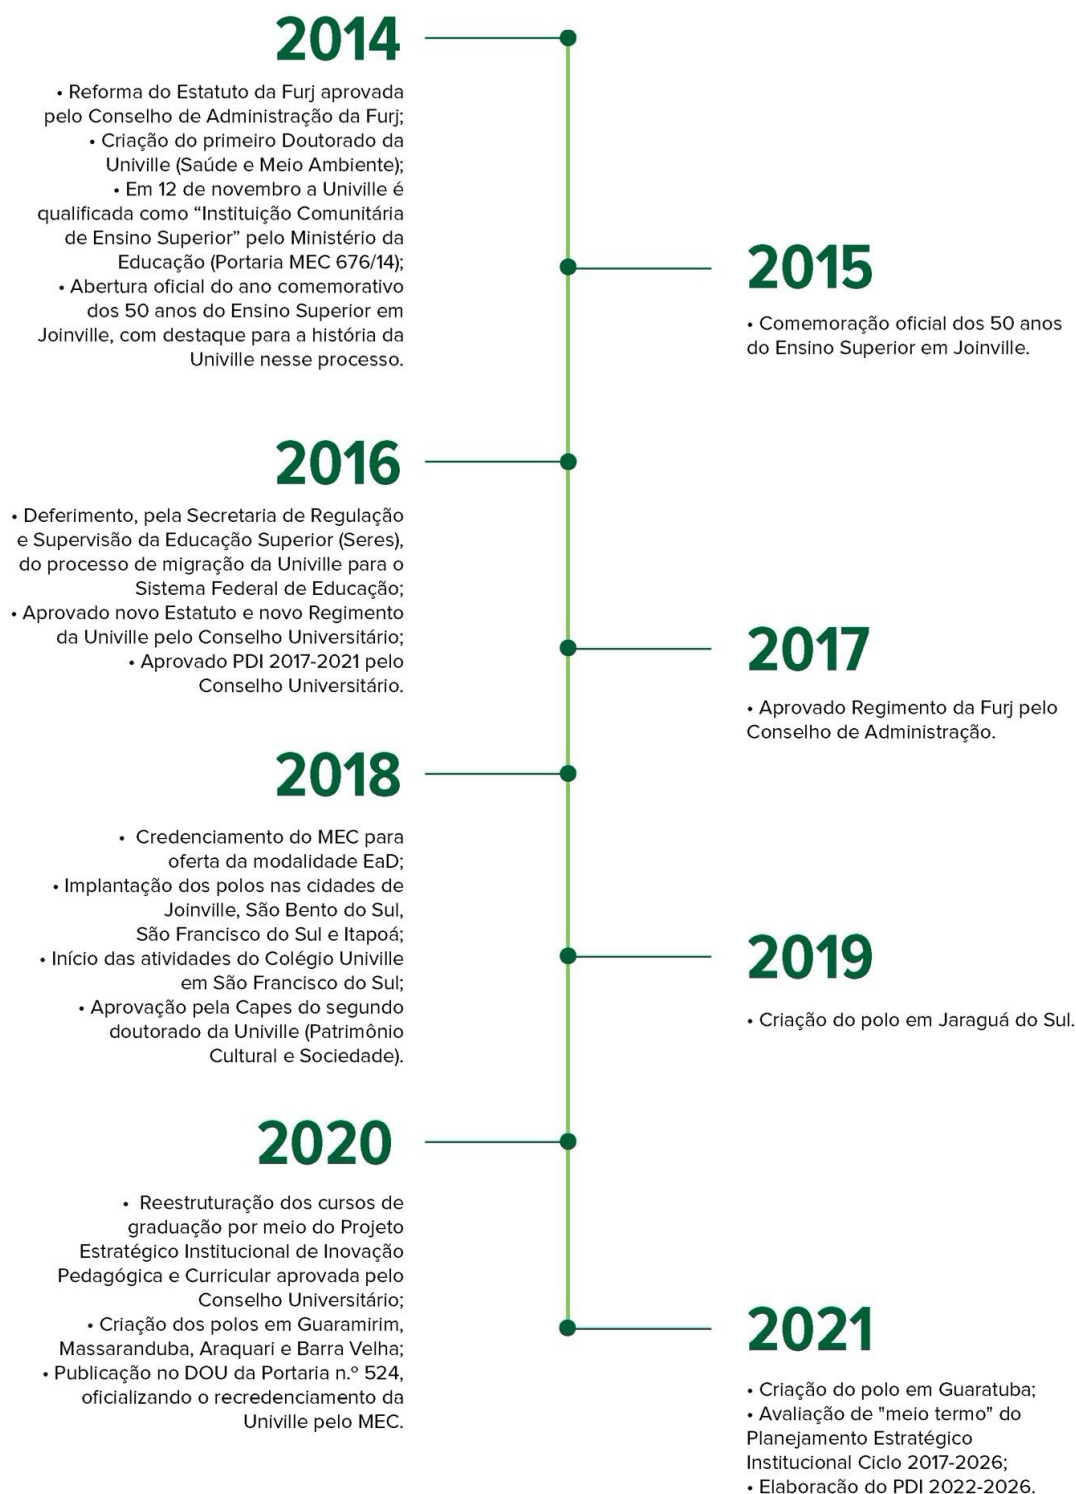 2014
• Reforma do Estatuto da Furj aprovada
pelo Conselho de Administração da Furj;
• Criação do primeiro Doutorado da
Univille (Saúde e Meio Ambiente);
• Em 12 de novembro a Univille é
qualificada como “Instituição Comunitária
de Ensino Superior” pelo Ministério da
Educação (Portaria MEC 676/14);
• Abertura oficial do ano comemorativo
dos 50 anos do Ensino Superior em
Joinville, com destaque para a história da
Univille nesse processo.
2015
• Comemoração oficial dos 50 anos
do Ensino Superior em Joinville.
2016
• Deferimento, pela Secretaria de Regulação
e Supervisão da Educação Superior (Seres),
do processo de migração da Univille para o
Sistema Federal de Educação;
• Aprovado novo Estatuto e novo Regimento
da Univille pelo Conselho Universitário;
• Aprovado PDI 2017-2021 pelo
Conselho Universitário.
2017
• Aprovado Regimento da Furj pelo
Conselho de Administração.
2018
• Credenciamento do MEC para
oferta da modalidade EaD;
• Implantação dos polos nas cidades de
Joinville, São Bento do Sul,
São Francisco do Sul e Itapoá;
• Início das atividades do Colégio Univille
em São Francisco do Sul;
• Aprovação pela Capes do segundo
doutorado da Univille (Patrimônio
Cultural e Sociedade).
2019
• Criação do polo em Jaraguá do Sul.
2020
• Reestruturação dos cursos de
graduação por meio do Projeto
Estratégico Institucional de Inovação
Pedagógica e Curricular aprovada pelo
Conselho Universitário;
• Criação dos polos em Guaramirim,
Massaranduba, Araquari e Barra Velha;
• Publicação no DOU da Portaria n.º 524,
oficializando o recredenciamento da
Univille pelo MEC.
2021
• Criação do polo em Guaratuba;
• Avaliação de "meio termo" do
Planejamento Estratégico
Institucional Ciclo 2017-2026;
• Elaboração do PDI 2022-2026.